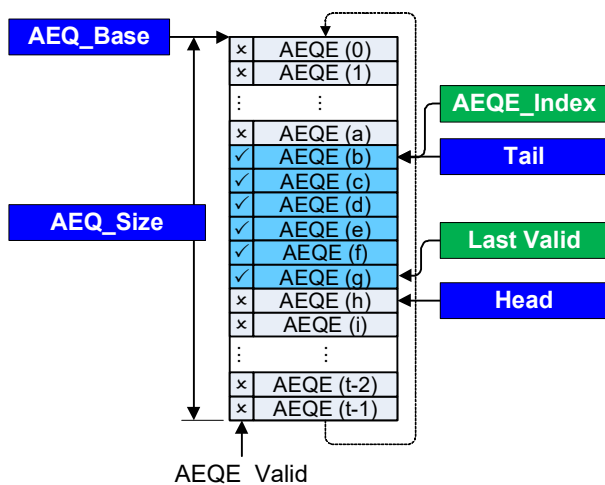 AEQ_Base
AEQE (0)
AEQE (1)
AEQE_Index
AEQE (a)
AEQE (b)
Tail
AEQE (c)
AEQE (d)
AEQ_Size
AEQE (e)
AEQE (f)
Last Valid
AEQE (g)
AEQE (h)
Head
AEQE (i)
AEQE (t-2)
AEQE (t-1)
AEQE Valid